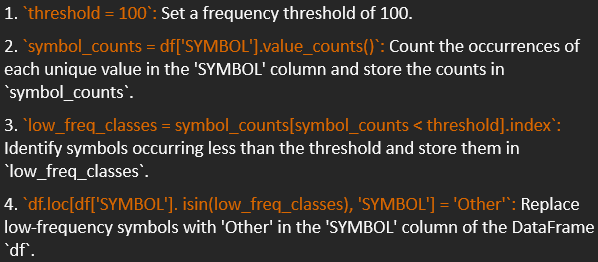 1. `threshold = 100`: Set a frequency threshold of 100.
2. `symbol_counts = df['SYMBOL'].value_counts()`: Count the occurrences of
each unique value in the 'SYMBOL' column and store the counts in
`symbol_counts`.
3. `low_freq_classes = symbol_counts[symbol_counts < threshold].index`:
Identify symbols occurring less than the threshold and store them in
`low_freq_classes`.
4. `df.loc[df['SYMBOL']. isin(low_freq_classes), 'SYMBOL'] = 'Other'`: Replace
low-frequency symbols with 'Other' in the 'SYMBOL' column of the DataFrame
`df`.